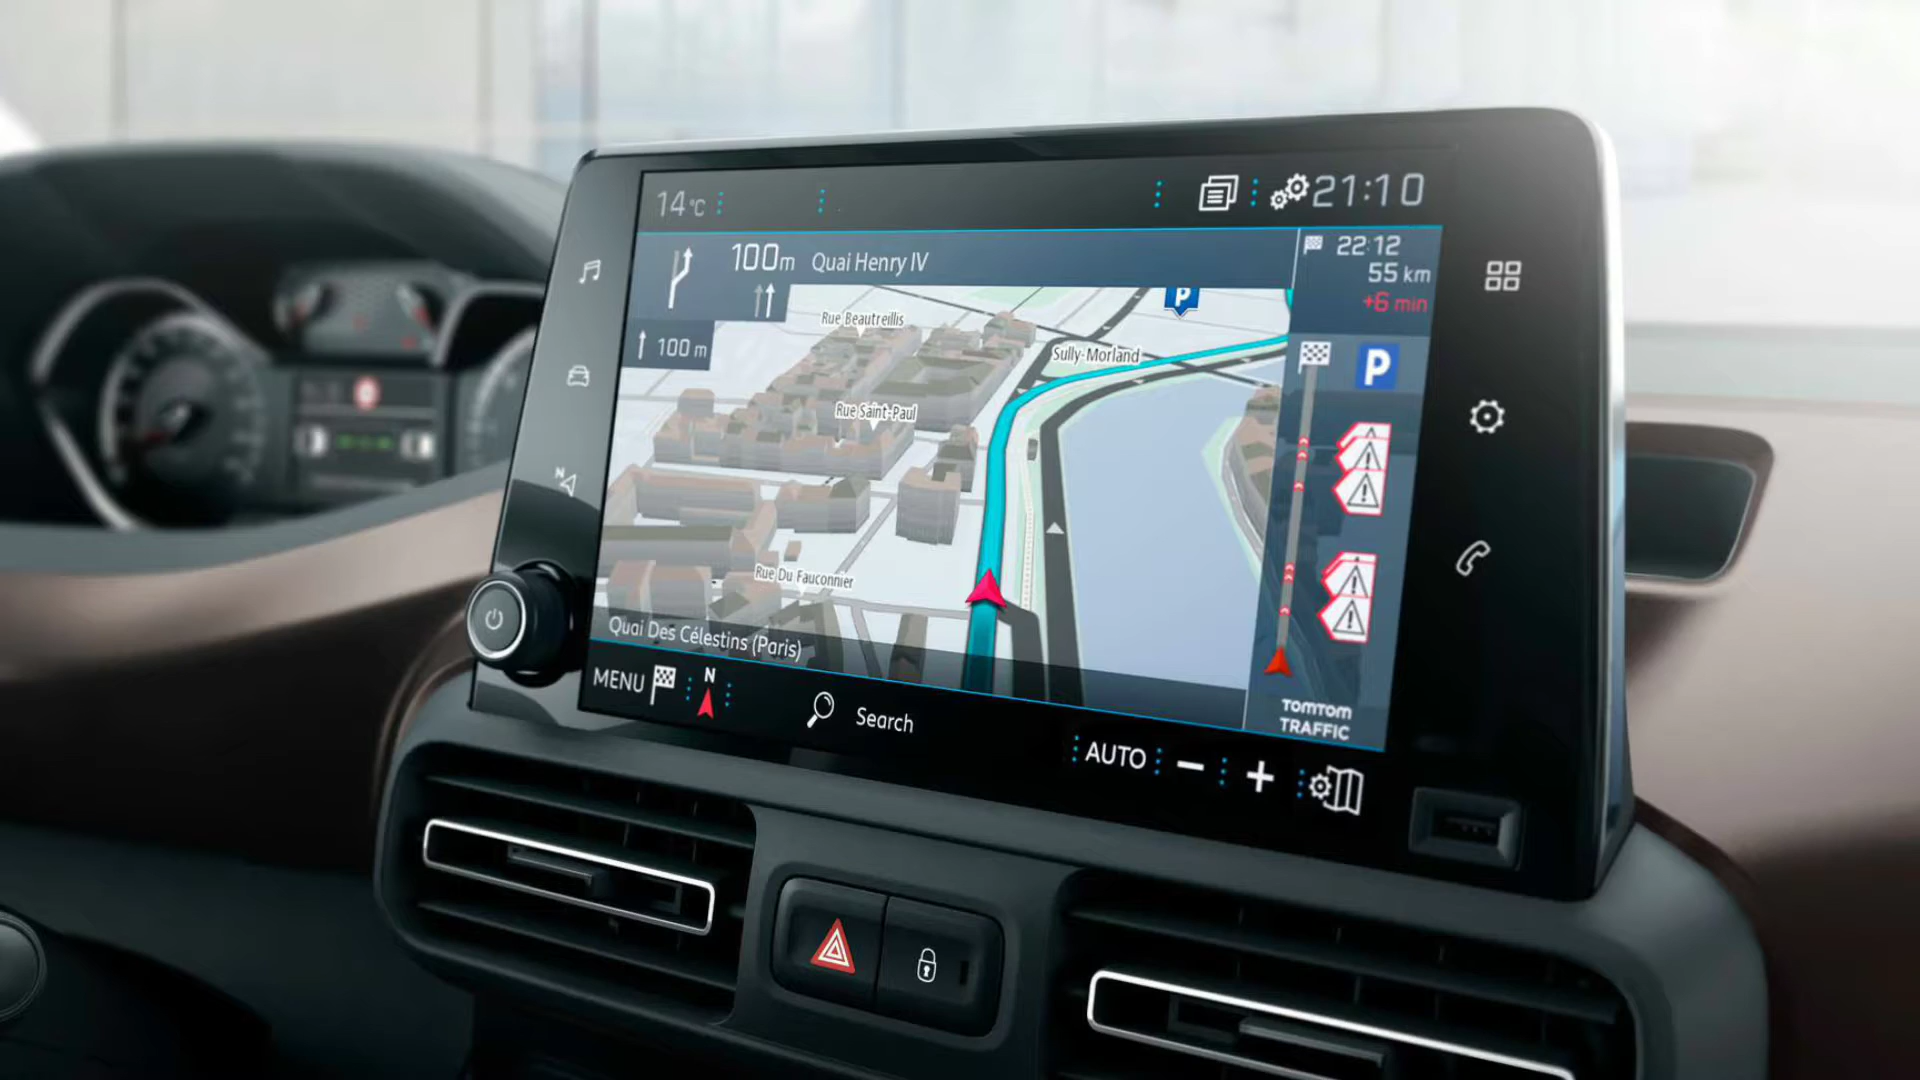 14°C
21:10
100m Quai Henry IV
22:12
55 km
+6 min
100 m
P
Rue Beautreillis
Sully-Morland
P
Rue Saint-Paul
N
Rue Du Fauconnier
Quai Des Célestins (Paris)
MENU
N
Search
TOMTOM
TRAFFIC
AUTO